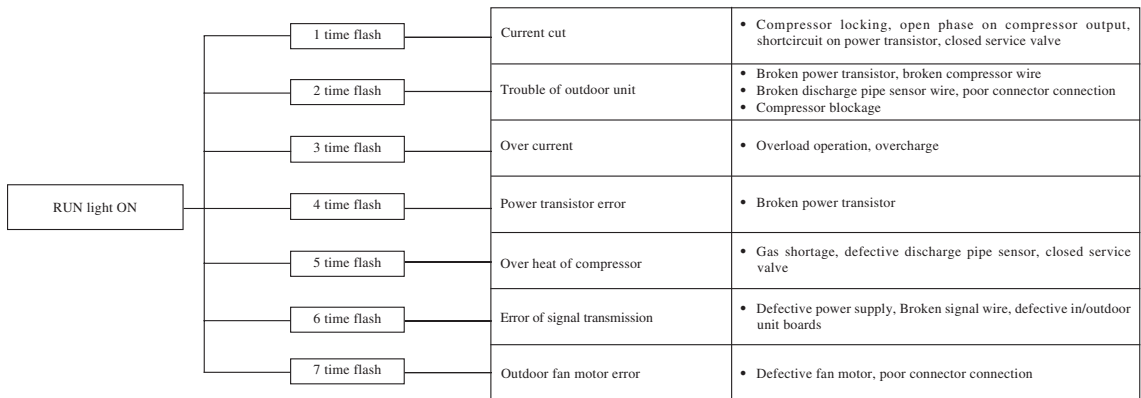 RUN light ON
1 time flash
Current cut
• Compressor locking, open phase on compressor output,
shortcircuit on power transistor, closed service valve
2 time flash
Trouble of outdoor unit
• Broken power transistor, broken compressor wire
• Broken discharge pipe sensor wire, poor connector connection
• Compressor blockage
3 time flash
Over current
• Overload operation, overcharge
4 time flash
Power transistor error
• Broken power transistor
5 time flash
Over heat of compressor
• Gas shortage, defective discharge pipe sensor, closed service
valve
6 time flash
Error of signal transmission
• Defective power supply, Broken signal wire, defective in/outdoor
unit boards
7 time flash
Outdoor fan motor error
• Defective fan motor, poor connector connection